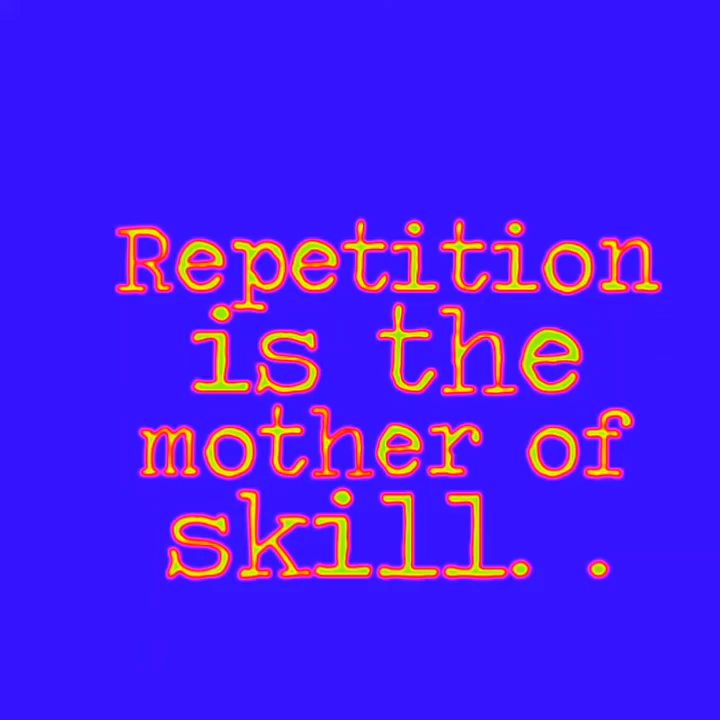 Repetition
is the
mother of
skill. .